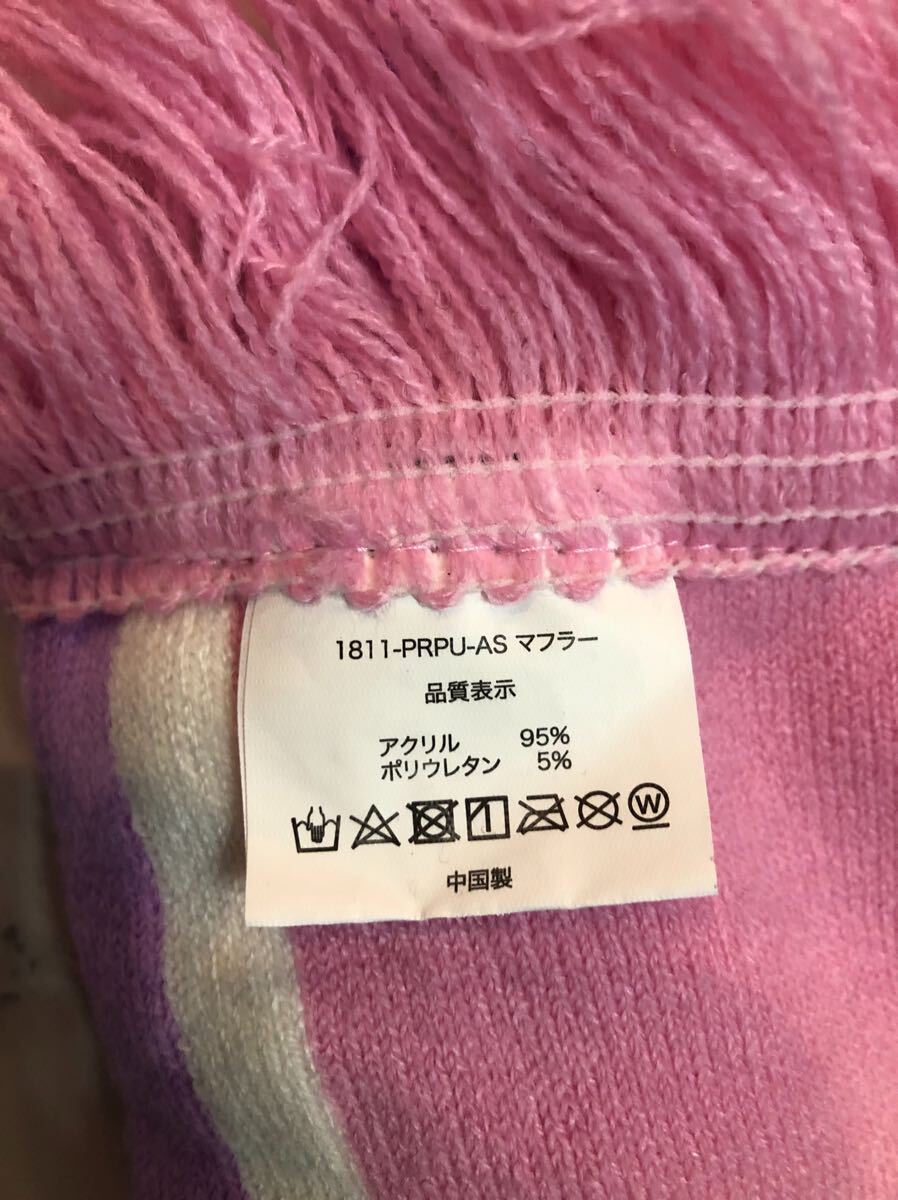 1811-PRPU-AS マフラー
品質表示
アクリル 95%
ポリウレタン 5%
W
中国製